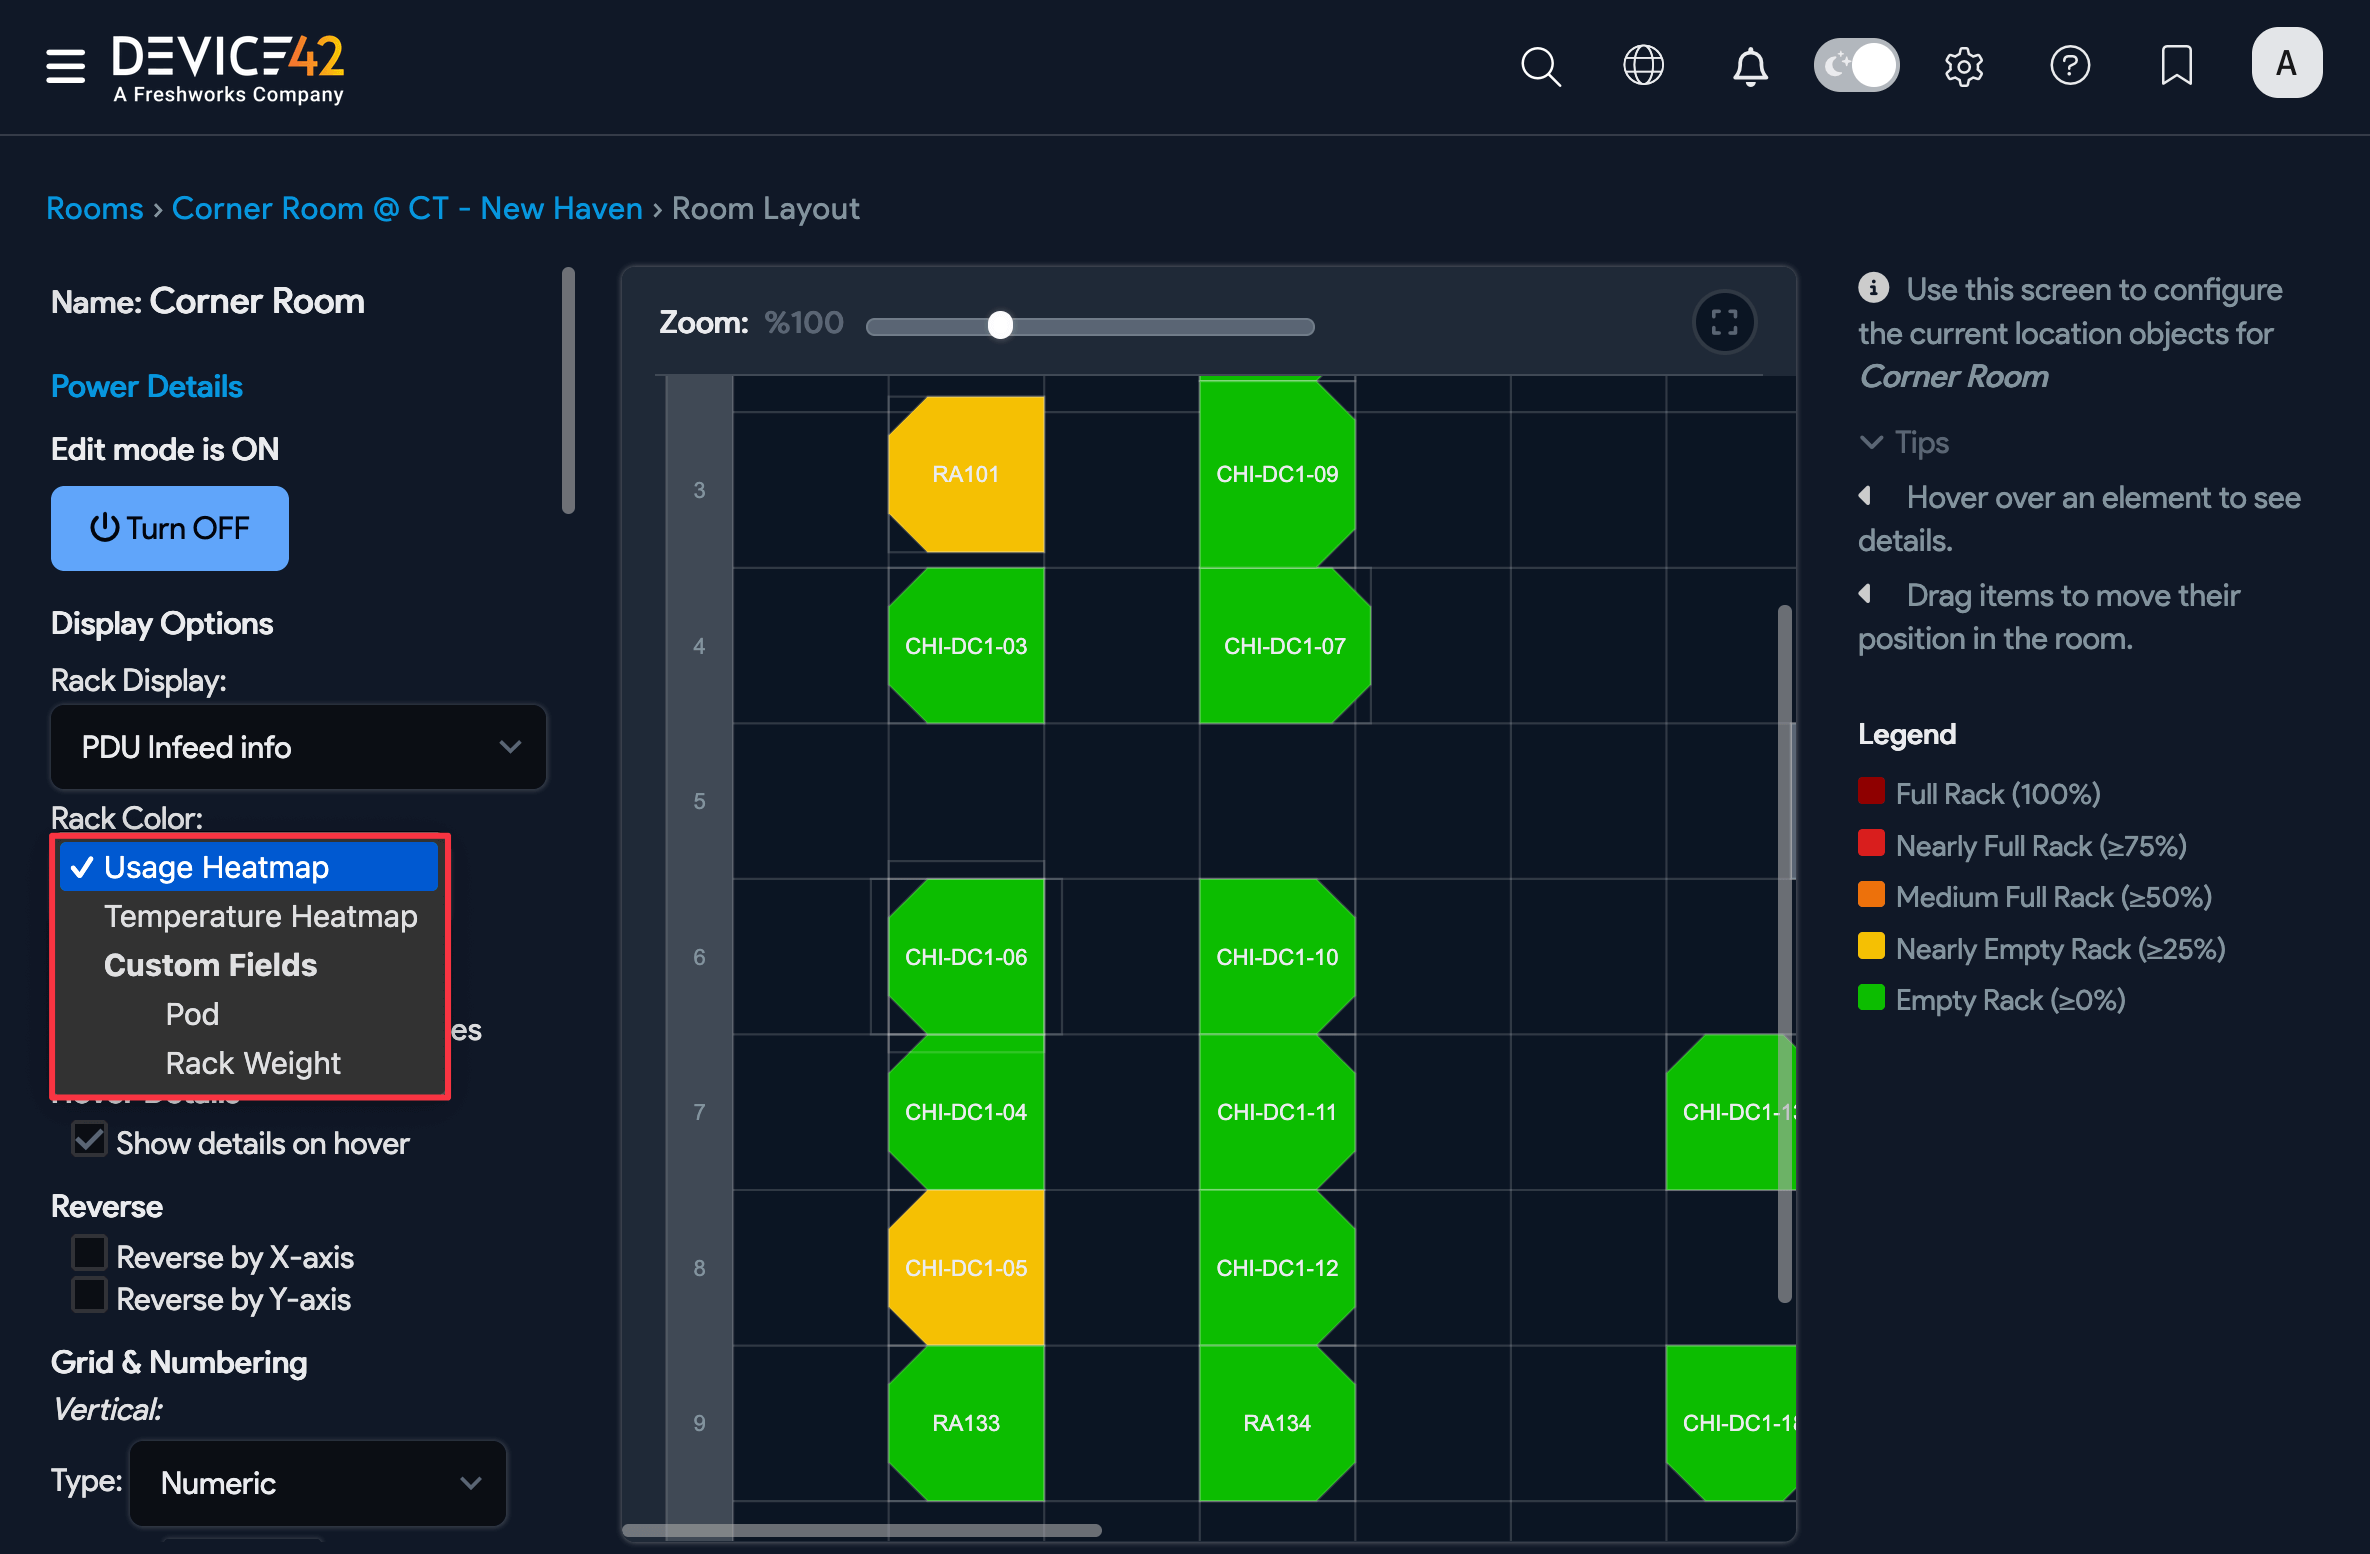 DEVICE42
A Freshworks Company
A
Rooms › Corner Room @ CT - New Haven › Room Layout
Name: Corner Room
Power Details
Edit mode is ON
Turn OFF
Display Options
Rack Display:
PDU Infeed info
Rack Color:
✓ Usage Heatmap
Temperature Heatmap
Custom Fields
Pod
Rack Weight
es
Show details on hover
Reverse
Reverse by X-axis
Reverse by Y-axis
Grid & Numbering
Vertical:
Type: Numeric
Zoom: %100
3
RA101
CHI-DC1-09
4
CHI-DC1-03
CHI-DC1-07
5
6
CHI-DC1-06
CHI-DC1-10
7
CHI-DC1-04
CHI-DC1-11
CHI-DC1-13
8
CHI-DC1-05
CHI-DC1-12
9
RA133
RA134
CHI-DC1-18
Use this screen to configure
the current location objects for
Corner Room
Tips
Hover over an element to see
details.
Drag items to move their
position in the room.
Legend
Full Rack (100%)
Nearly Full Rack (≥75%)
Medium Full Rack (≥50%)
Nearly Empty Rack (≥25%)
Empty Rack (≥0%)